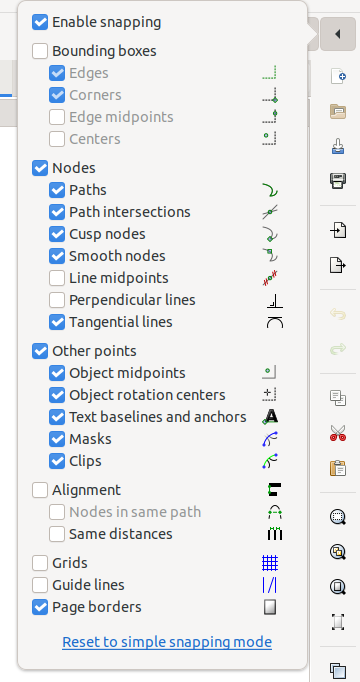 Enable snapping
Bounding boxes
Edges
Corners
Edge midpoints
Centers
Nodes
Paths
Path intersections
Cusp nodes
Smooth nodes
Line midpoints
Perpendicular lines
Tangential lines
Other points
Object midpoints
Object rotation centers
Text baselines and anchors
Masks
Clips
Alignment
Nodes in same path
Same distances
Grids
Guide lines
Page borders
Reset to simple snapping mode